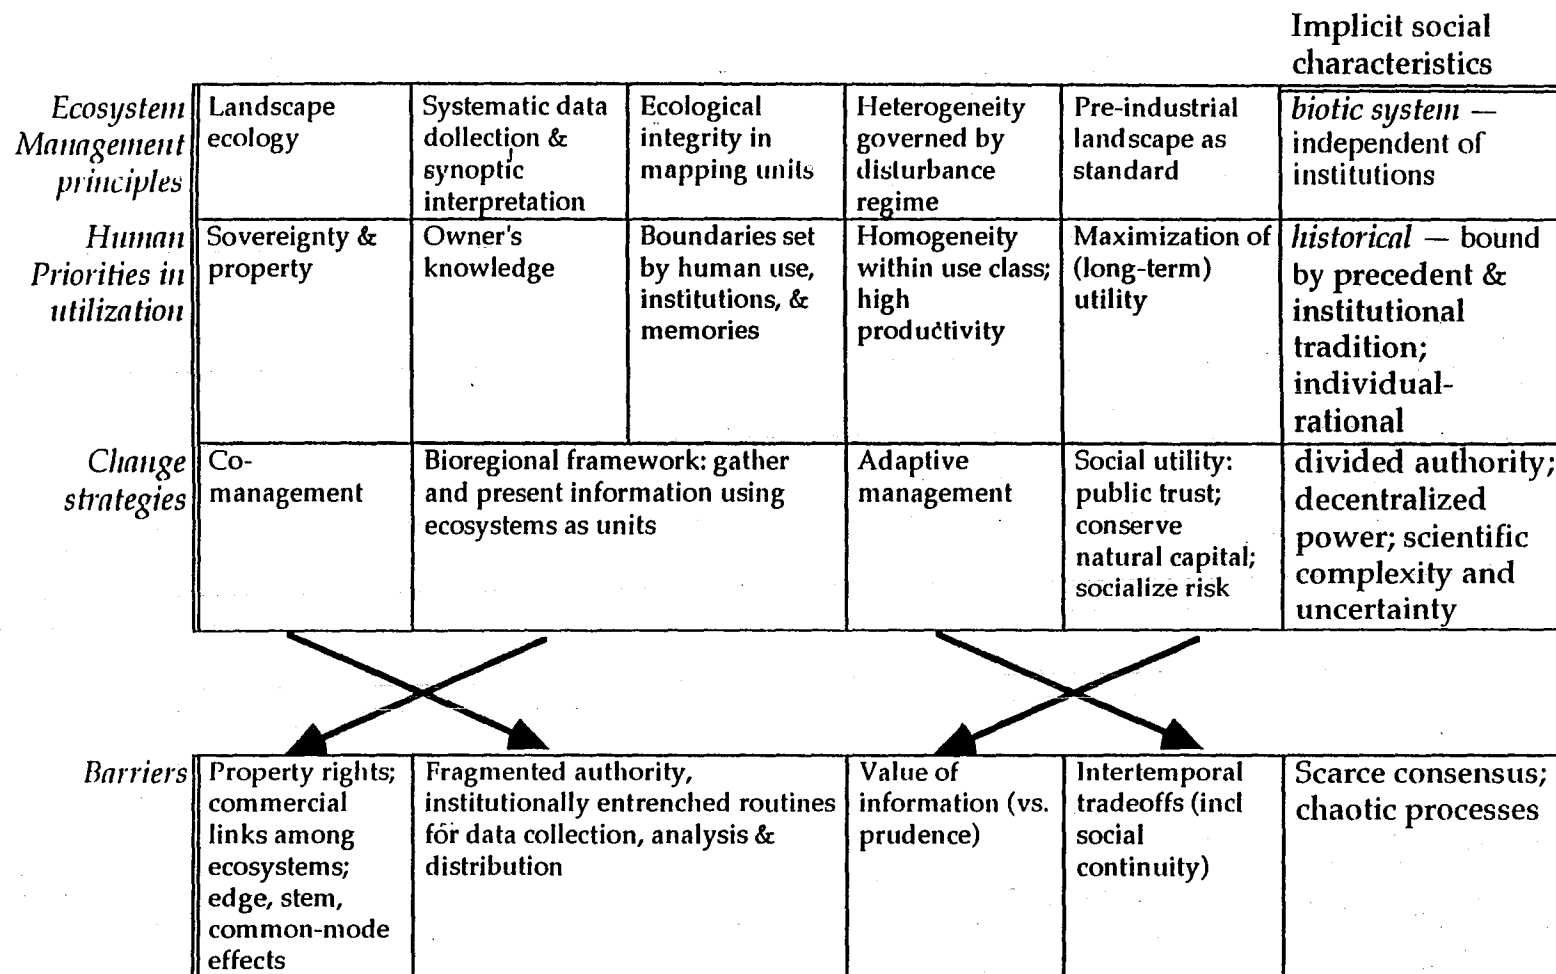 Implicit social
characteristics
Ecosystem
Management
principles
Landscape
ecology
Systematic data
dollection &
synoptic
interpretation
Ecological
integrity in
mapping units
Heterogeneity
governed by
disturbance
regime
Pre-industrial
landscape as
standard
biotic system —
independent of
institutions
Human
Priorities in
utilization
Sovereignty &
property
Owner's
knowledge
Boundaries set
by human use,
institutions, &
memories
Homogeneity
within use class;
high
productivity
Maximization of
(long-term)
utility
historical — bound
by precedent &
institutional
tradition;
individual-
rational
Change
strategies
Co-
management
Bioregional framework: gather
and present information using
ecosystems as units
Adaptive
management
Social utility:
public trust;
conserve
natural capital;
socialize risk
divided authority;
decentralized
power; scientific
complexity and
uncertainty
Barriers
Property rights;
commercial
links among
ecosystems;
edge, stem,
common-mode
effects
Fragmented authority,
institutionally entrenched routines
for data collection, analysis &
distribution
Value of
information (vs.
prudence)
Intertemporal
tradeoffs (incl
social
continuity)
Scarce consensus;
chaotic processes